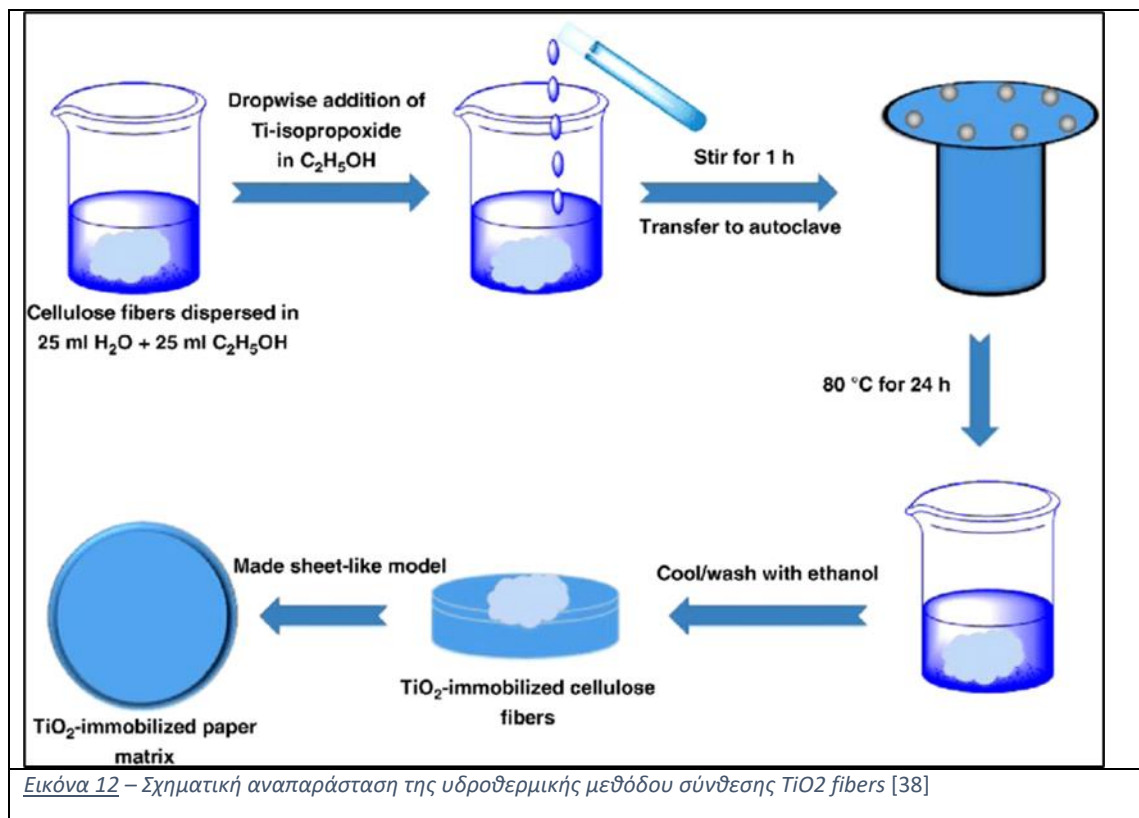 Dropwise addition of
Ti-isopropoxide
in C₂H₅OH
Stir for 1 h
Transfer to autoclave
Cellulose fibers dispersed in
25 ml H₂O + 25 ml C₂H₅OH
80 °C for 24 h
Cool/wash with ethanol
Made sheet-like model
TiO₂-immobilized cellulose
fibers
TiO₂-immobilized paper
matrix
Εικόνα 12 – Σχηματική αναπαράσταση της υδροθερμικής μεθόδου σύνθεσης TiO2 fibers [38]